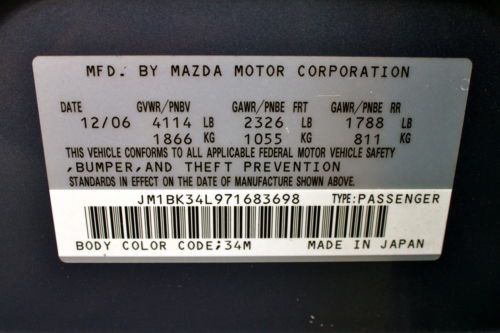 MFD. BY MAZDA MOTOR CORPORATION
DATE GVWR/PNBV GAWR/PNBE FRT GAWR/PNBE RR
12/06 4114 LB 2326 LB 1788 LB
1866 KG 1055 KG 811 KG
THIS VEHICLE CONFORMS TO ALL APPLICABLE FEDERAL MOTOR VEHICLE SAFETY
,BUMPER,AND THEFT PREVENTION
STANDARDS IN EFFECT ON THE DATE OF MANUFACTURE SHOWN ABOVE.
JM1BK34L971683698 TYPE:PASSENGER
BODY COLOR CODE;34M MADE IN JAPAN